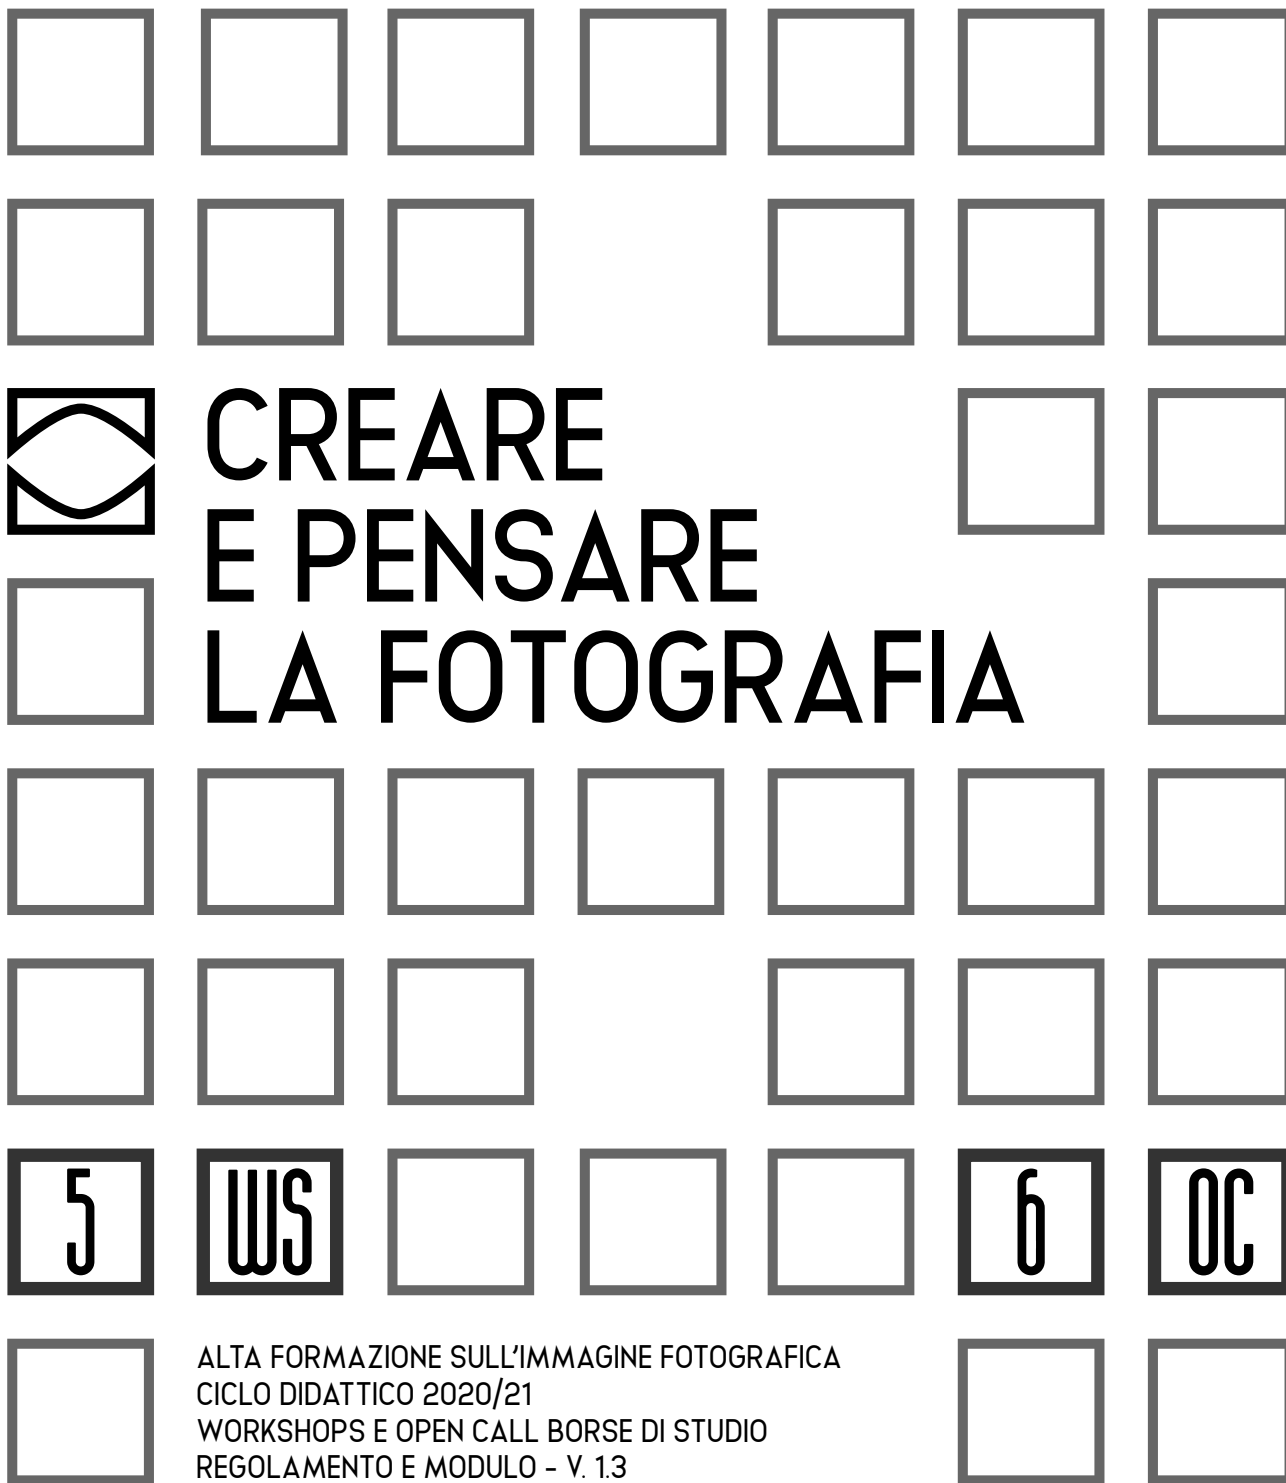 CREARE
E PENSARE
LA FOTOGRAFIA
5 WS 6 OC
ALTA FORMAZIONE SULL'IMMAGINE FOTOGRAFICA
CICLO DIDATTICO 2020/21
WORKSHOPS E OPEN CALL BORSE DI STUDIO
REGOLAMENTO E MODULO - V. 1.3